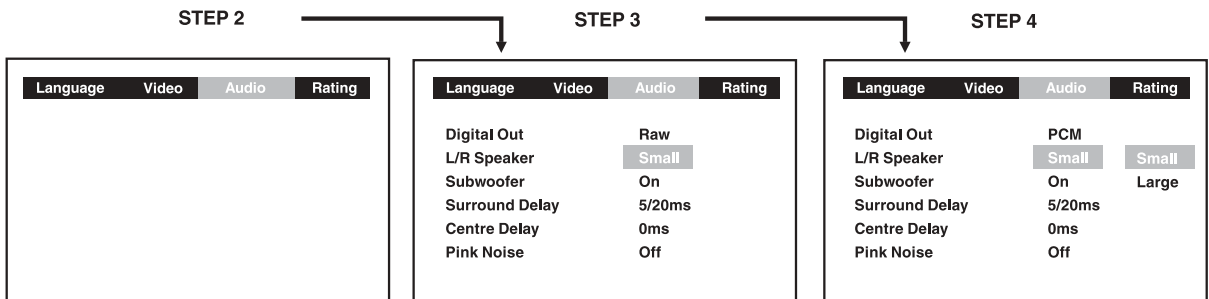 STEP 2
STEP 3
STEP 4
Language Video Audio Rating
Language Video Audio Rating
Digital Out Raw
L/R Speaker Small
Subwoofer On
Surround Delay 5/20ms
Centre Delay 0ms
Pink Noise Off
Language Video Audio Rating
Digital Out PCM
L/R Speaker Small Small
Subwoofer On Large
Surround Delay 5/20ms
Centre Delay 0ms
Pink Noise Off